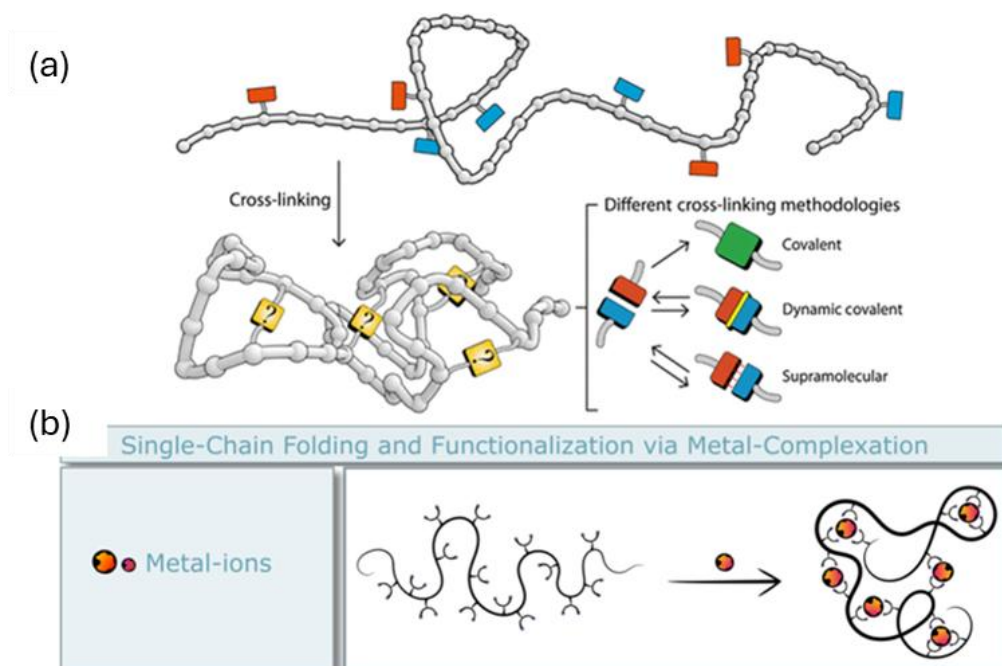 (a)
Cross-linking
Different cross-linking methodologies
Covalent
Dynamic covalent
Supramolecular
?
?
?
?
(b)
Single-Chain Folding and Functionalization via Metal-Complexation
Metal-ions